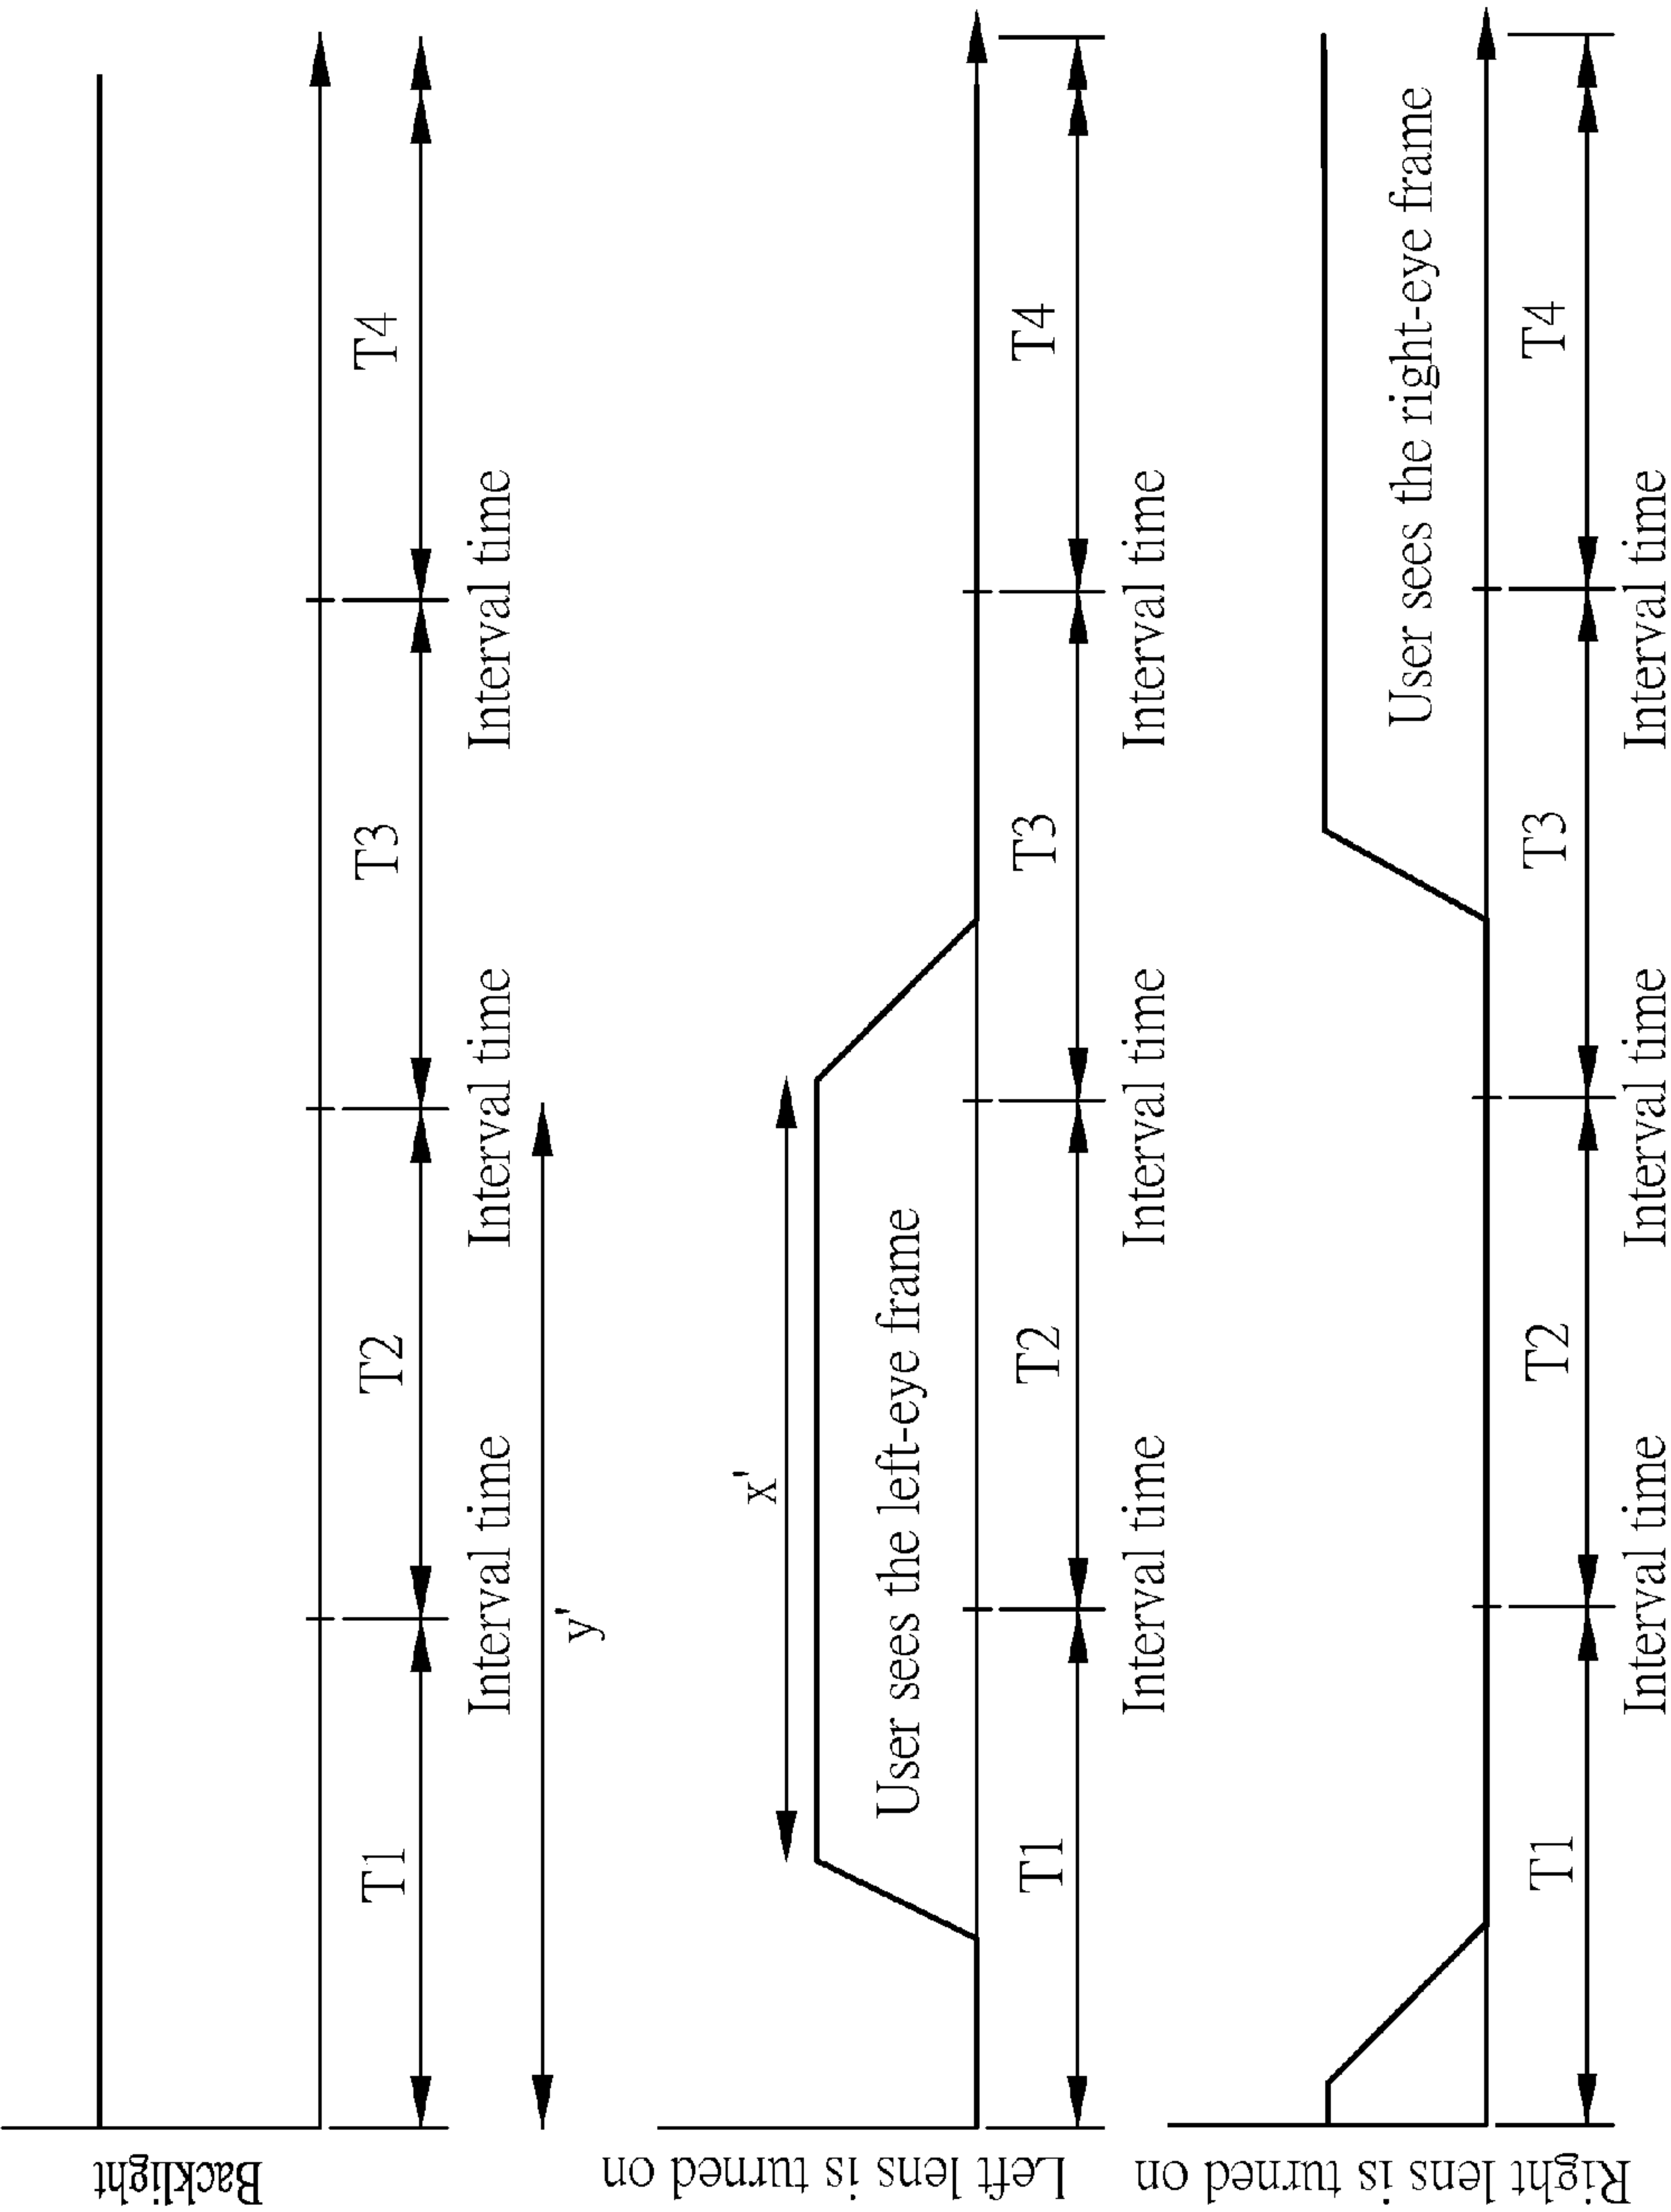 Backlight
T1
T2
T3
T4
Interval time
Interval time
Interval time
y'
x'
User sees the left-eye frame
Left lens is turned on
T1
T2
T3
T4
Interval time
Interval time
Interval time
User sees the right-eye frame
Right lens is turned on
T1
T2
T3
T4
Interval time
Interval time
Interval time